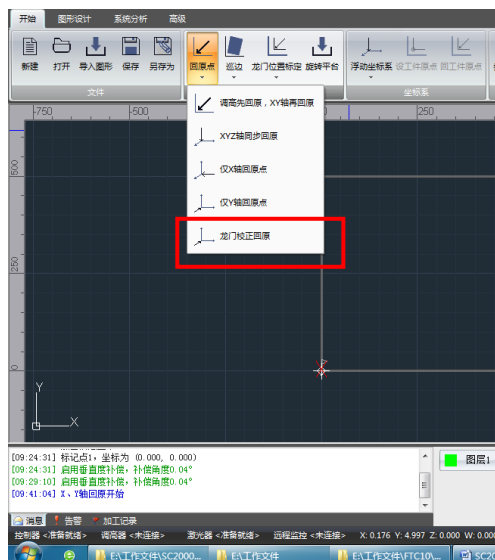 开始 图形设计 系统分析 高级
新建 打开 导入图形 保存 另存为 回原点 巡边 龙门位置标定 旋转平台 浮动坐标系 设工件原点 回工件原点
文件 坐标系
-750 -500 250
调高先回原，XY轴再回原
XYZ轴同步回原
仅X轴回原点
仅Y轴回原点
龙门校正回原
500
250
0
Y
X
[09:24:31] 标记点1，坐标为 (0.000, 0.000)
[09:24:31] 启用垂直度补偿，补偿角度0.04°
[09:29:10] 启用垂直度补偿，补偿角度0.04°
[09:41:04] X、Y轴回原开始
图层1
消息 告警 加工记录
控制器 <准备就绪> 调高器 <未连接> 激光器 <准备就绪> 远程监控 <未连接> X: 0.176 Y: 4.997 Z: 0.000 W: 0.000
E:\工作文件\SC2000... E:\工作文件 E:\工作文件\FTC10\... SC20